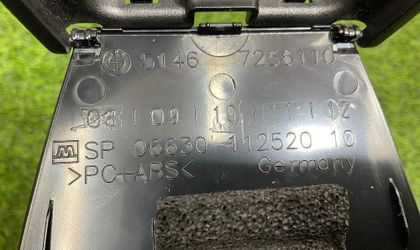 5146 7256110
08 | 09 | 10 | 11 | 12
SP 06630 112520 10
>PC+ABS< Germany